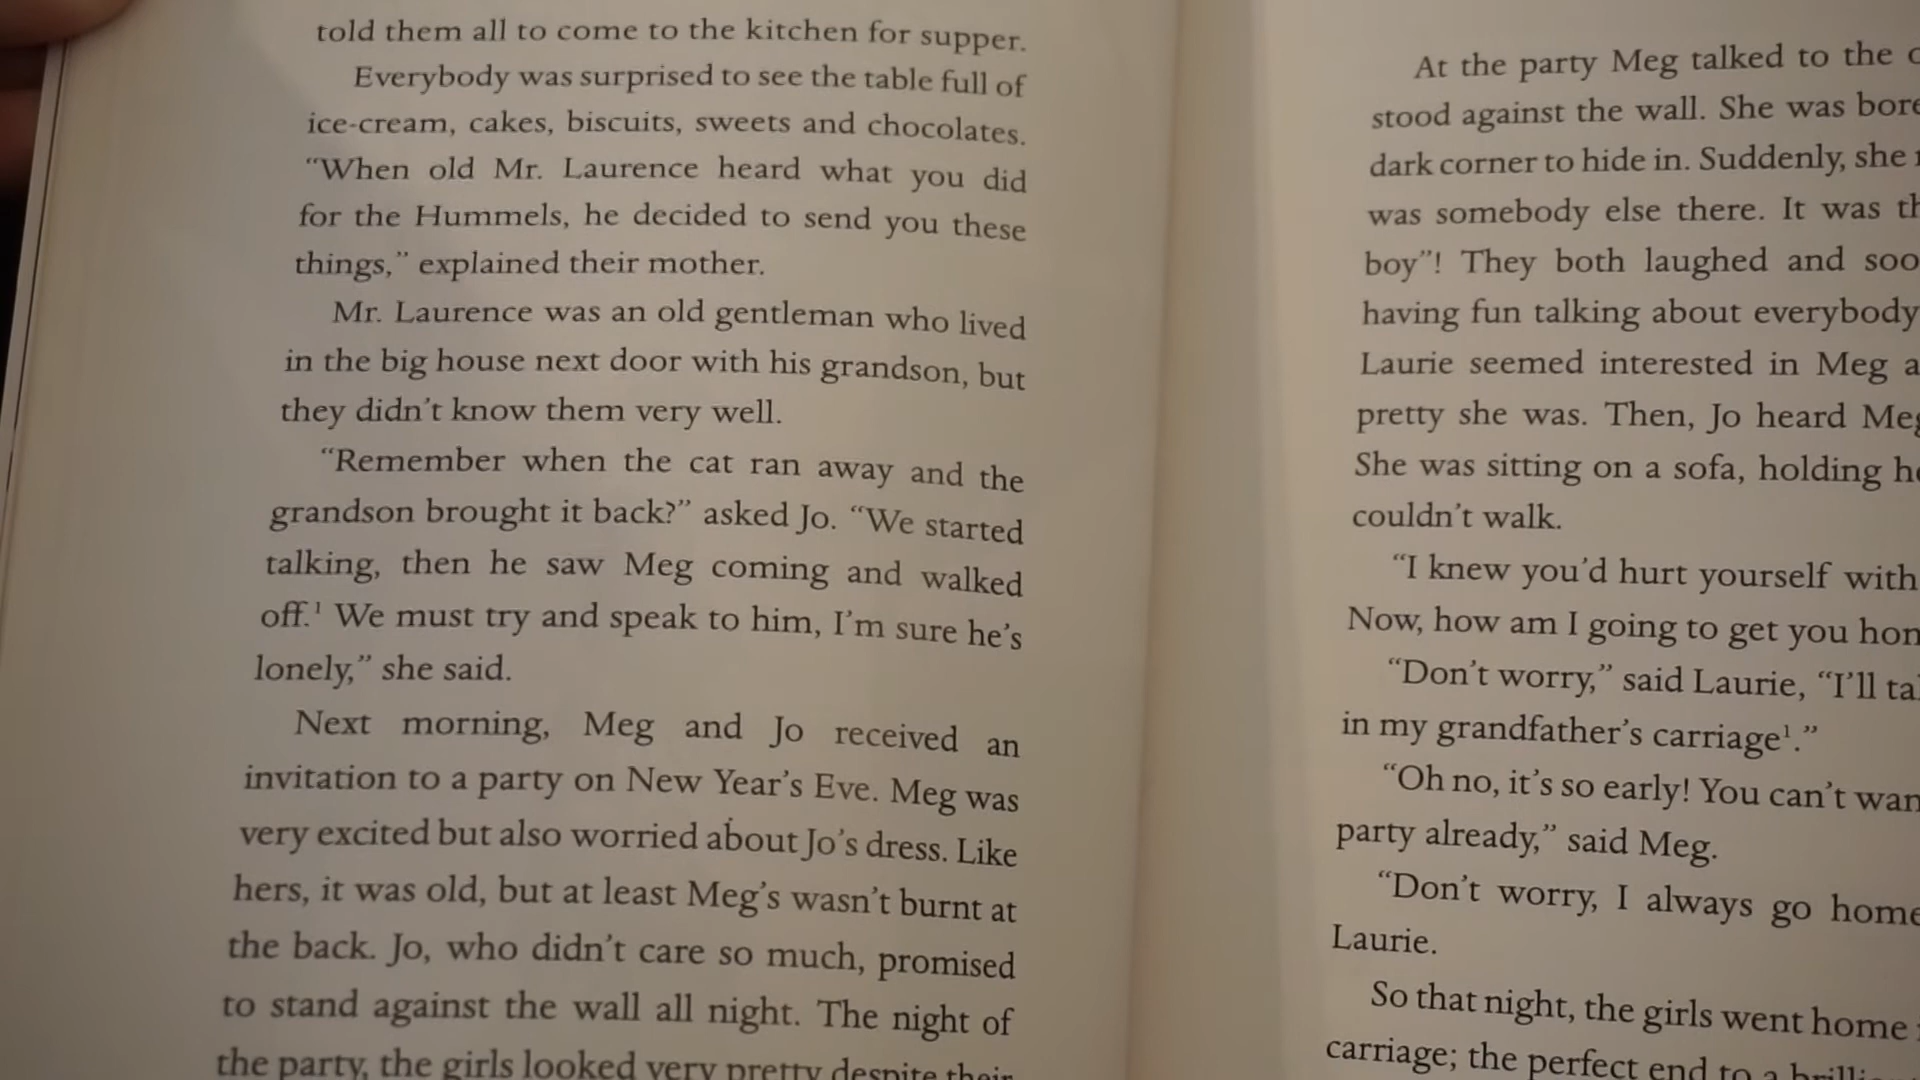 told them all to come to the kitchen for supper.
Everybody was surprised to see the table full of
ice-cream, cakes, biscuits, sweets and chocolates.
“When old Mr. Laurence heard what you did
for the Hummels, he decided to send you these
things,” explained their mother.
Mr. Laurence was an old gentleman who lived
in the big house next door with his grandson, but
they didn’t know them very well.
“Remember when the cat ran away and the
grandson brought it back?” asked Jo. “We started
talking, then he saw Meg coming and walked
off.¹ We must try and speak to him, I’m sure he’s
lonely,” she said.
Next morning, Meg and Jo received an
invitation to a party on New Year’s Eve. Meg was
very excited but also worried about Jo’s dress. Like
hers, it was old, but at least Meg’s wasn’t burnt at
the back. Jo, who didn’t care so much, promised
to stand against the wall all night. The night of
the party, the girls looked very pretty despite their
At the party Meg talked to the
stood against the wall. She was
dark corner to hide in. Suddenly, she
was somebody else there. It was
boy”! They both laughed and
having fun talking about everybody
Laurie seemed interested in Meg
pretty she was. Then, Jo heard
She was sitting on a sofa, holding
couldn’t walk.
“I knew you’d hurt yourself with
Now, how am I going to get you
“Don’t worry,” said Laurie, “I’ll
in my grandfather’s carriage¹.”
“Oh no, it’s so early! You can’t
party already,” said Meg.
“Don’t worry, I always go home
Laurie.
So that night, the girls went home
carriage; the perfect end to a